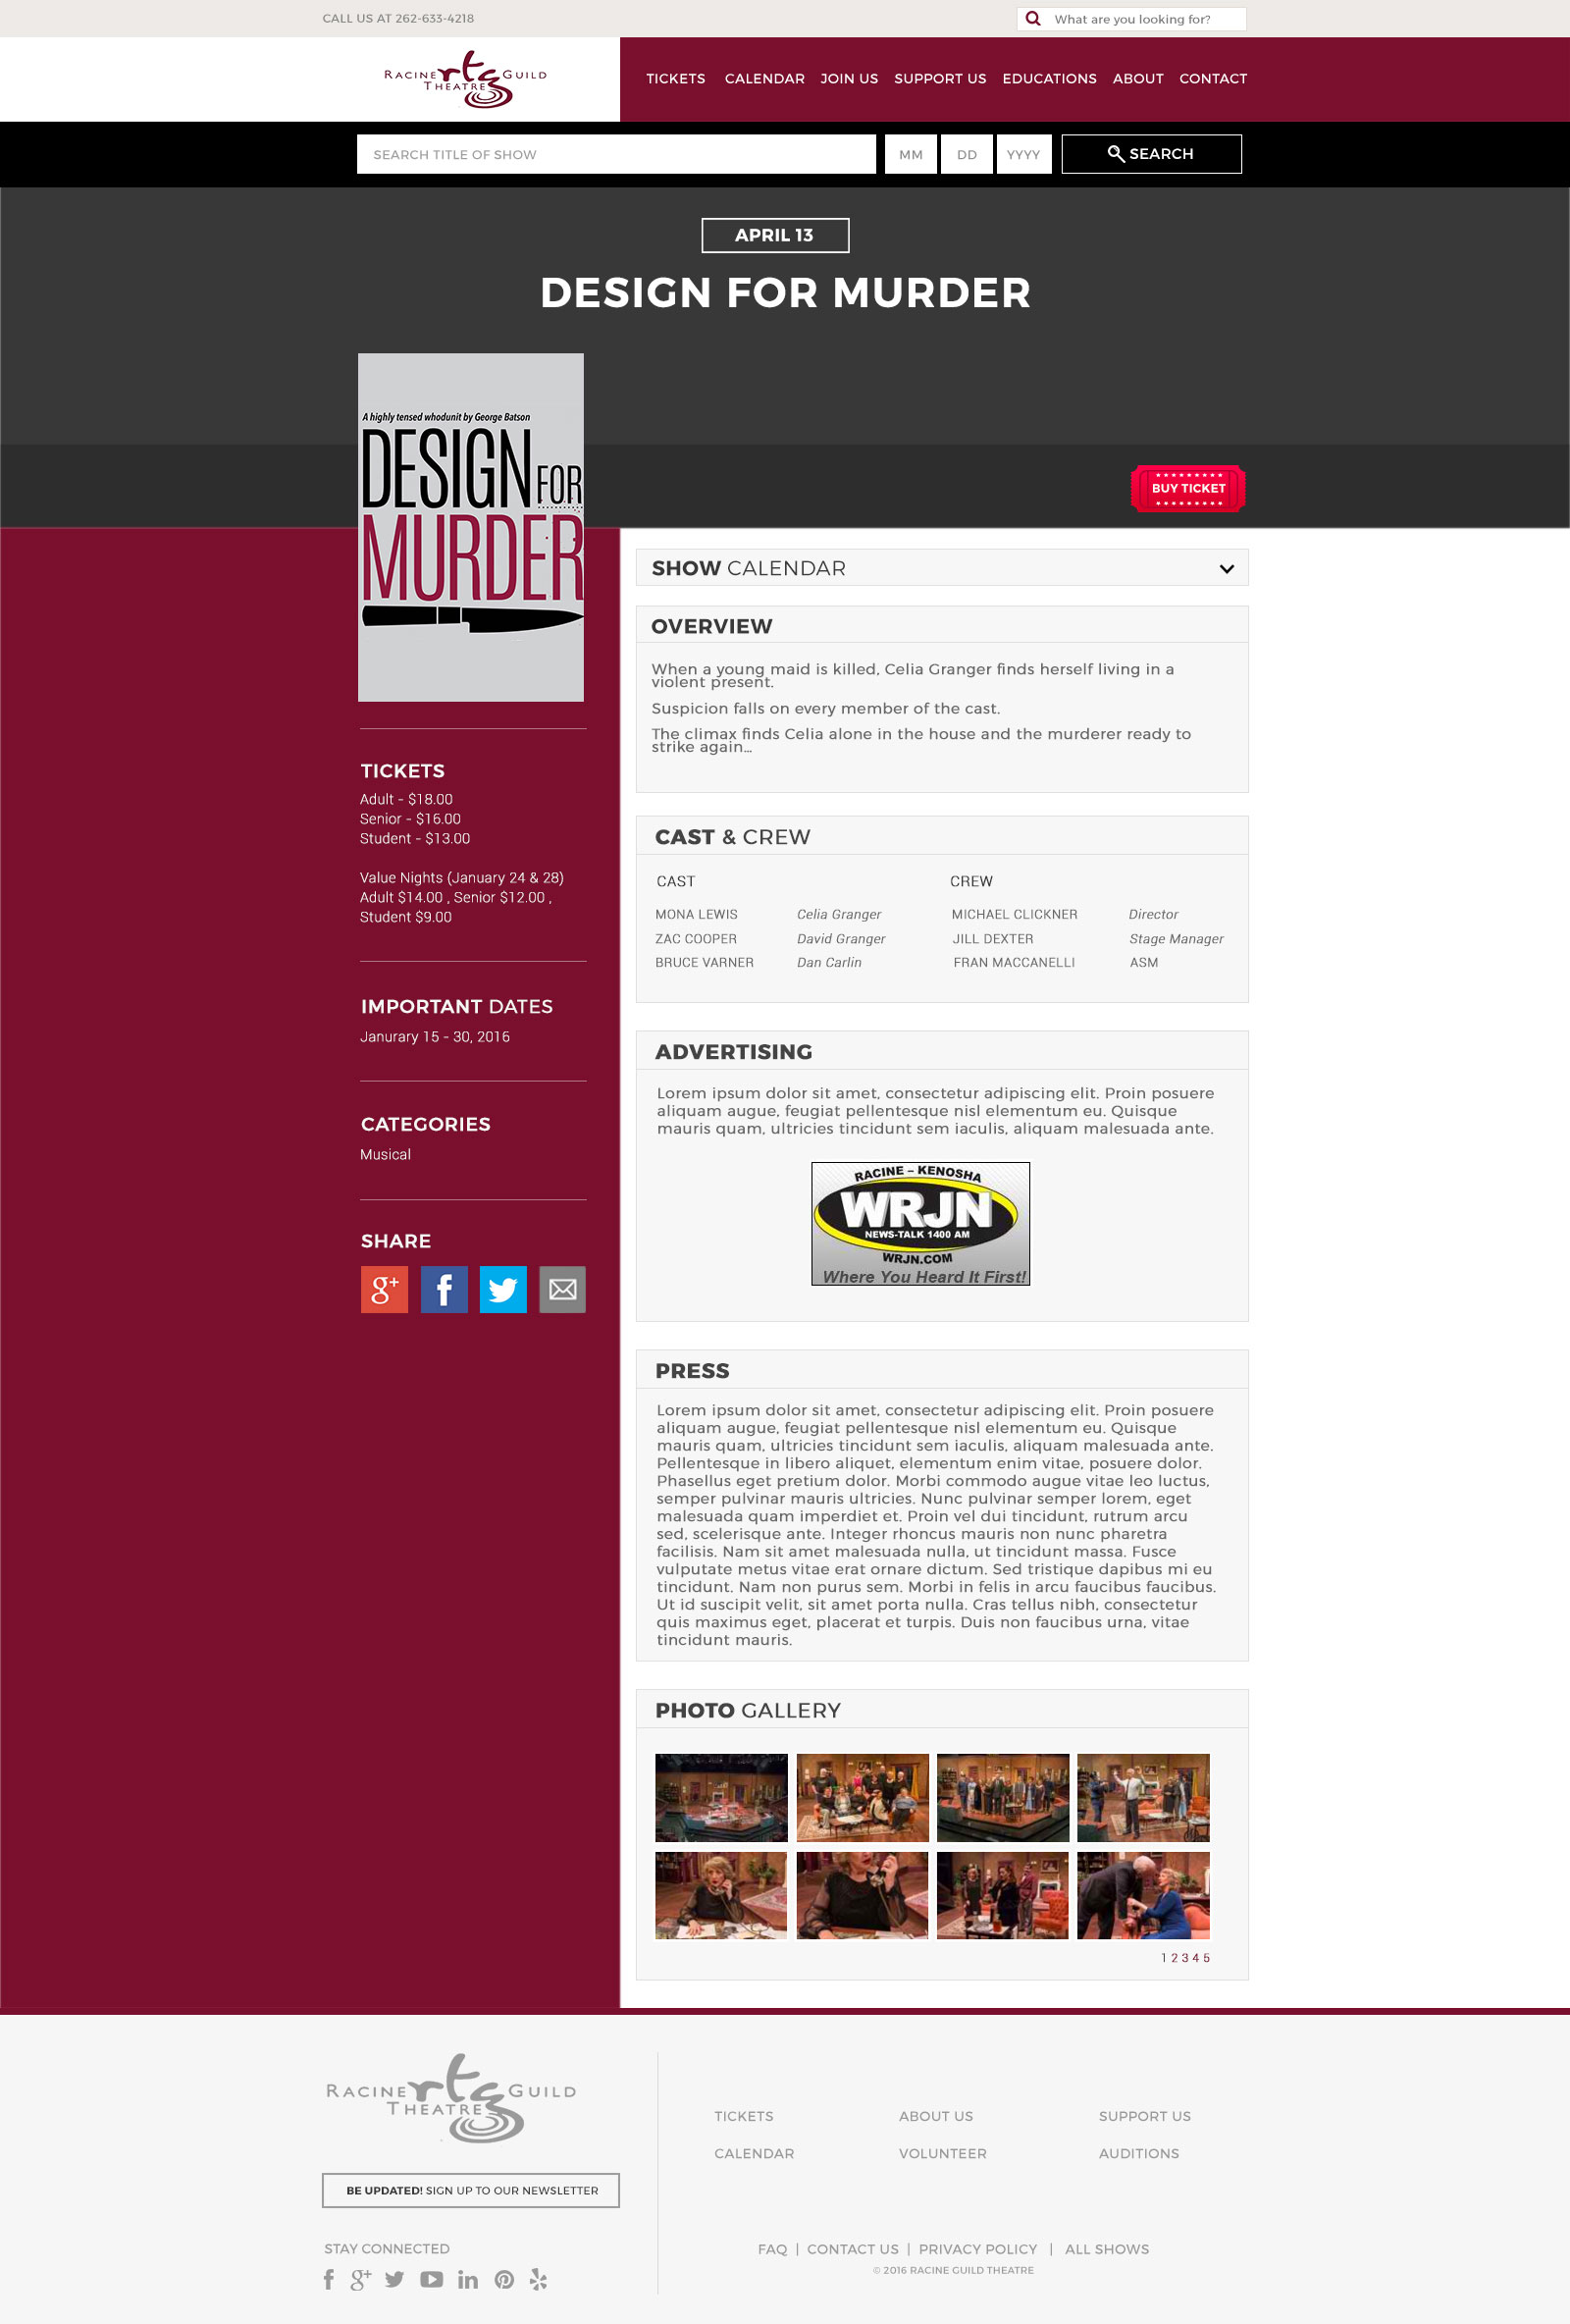 CALL US AT 262-633-4218
What are you looking for?
RACINE rtg GUILD
THEATRE
TICKETS CALENDAR JOIN US SUPPORT US EDUCATIONS ABOUT CONTACT
SEARCH TITLE OF SHOW MM DD YYYY SEARCH
APRIL 13
DESIGN FOR MURDER
A highly tensed whodunit by George Batson
DESIGN FOR
MURDER
BUY TICKET
TICKETS
Adult - $18.00
Senior - $16.00
Student - $13.00
Value Nights (January 24 & 28)
Adult $14.00 , Senior $12.00 ,
Student $9.00
IMPORTANT DATES
Janurary 15 - 30, 2016
CATEGORIES
Musical
SHARE
SHOW CALENDAR
OVERVIEW
When a young maid is killed, Celia Granger finds herself living in a
violent present.
Suspicion falls on every member of the cast.
The climax finds Celia alone in the house and the murderer ready to
strike again...
CAST & CREW
CAST CREW
MONA LEWIS Celia Granger MICHAEL CLICKNER Director
ZAC COOPER David Granger JILL DEXTER Stage Manager
BRUCE VARNER Dan Carlin FRAN MACCANELLI ASM
ADVERTISING
Lorem ipsum dolor sit amet, consectetur adipiscing elit. Proin posuere
aliquam augue, feugiat pellentesque nisl elementum eu. Quisque
mauris quam, ultricies tincidunt sem iaculis, aliquam malesuada ante.
RACINE – KENOSHA
WRJN
NEWS-TALK 1400 AM
WRJN.COM
Where You Heard It First!
PRESS
Lorem ipsum dolor sit amet, consectetur adipiscing elit. Proin posuere
aliquam augue, feugiat pellentesque nisl elementum eu. Quisque
mauris quam, ultricies tincidunt sem iaculis, aliquam malesuada ante.
Pellentesque in libero aliquet, elementum enim vitae, posuere dolor.
Phasellus eget pretium dolor. Morbi commodo augue vitae leo luctus,
semper pulvinar mauris ultricies. Nunc pulvinar semper lorem, eget
malesuada quam imperdiet et. Proin vel dui tincidunt, rutrum arcu
sed, scelerisque ante. Integer rhoncus mauris non nunc pharetra
facilisis. Nam sit amet malesuada nulla, ut tincidunt massa. Fusce
vulputate metus vitae erat ornare dictum. Sed tristique dapibus mi eu
tincidunt. Nam non purus sem. Morbi in felis in arcu faucibus faucibus.
Ut id suscipit velit, sit amet porta nulla. Cras tellus nibh, consectetur
quis maximus eget, placerat et turpis. Duis non faucibus urna, vitae
tincidunt mauris.
PHOTO GALLERY
1 2 3 4 5
RACINE rtg GUILD
THEATRE
BE UPDATED! SIGN UP TO OUR NEWSLETTER
STAY CONNECTED
TICKETS ABOUT US SUPPORT US
CALENDAR VOLUNTEER AUDITIONS
FAQ | CONTACT US | PRIVACY POLICY | ALL SHOWS
© 2016 RACINE GUILD THEATRE